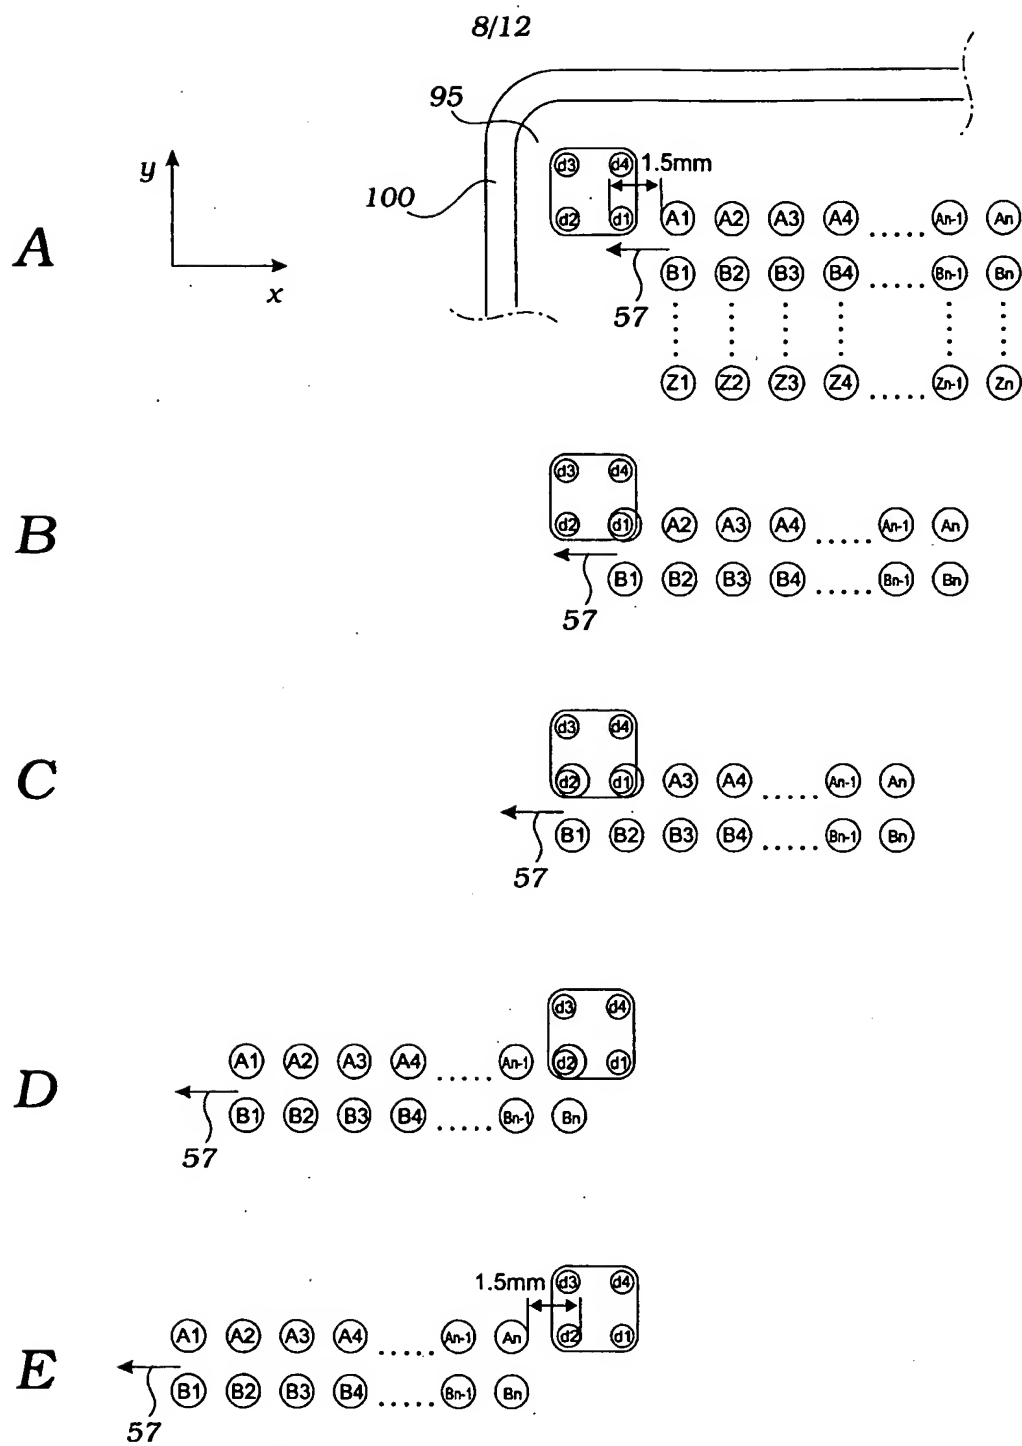 8/12
95
y
100
x
A
d3 d4
d2 d1
1.5mm
A1 A2 A3 A4 ..... An-1 An
57
B1 B2 B3 B4 ..... Bn-1 Bn
Z1 Z2 Z3 Z4 ..... Zn-1 Zn
B
d3 d4
d2 d1 A2 A3 A4 ..... An-1 An
57
B1 B2 B3 B4 ..... Bn-1 Bn
C
d3 d4
d2 d1 A3 A4 ..... An-1 An
57
B1 B2 B3 B4 ..... Bn-1 Bn
D
d3 d4
A1 A2 A3 A4 ..... An-1 d2 d1
57
B1 B2 B3 B4 ..... Bn-1 Bn
E
1.5mm
d3 d4
A1 A2 A3 A4 ..... An-1 An d2 d1
57
B1 B2 B3 B4 ..... Bn-1 Bn